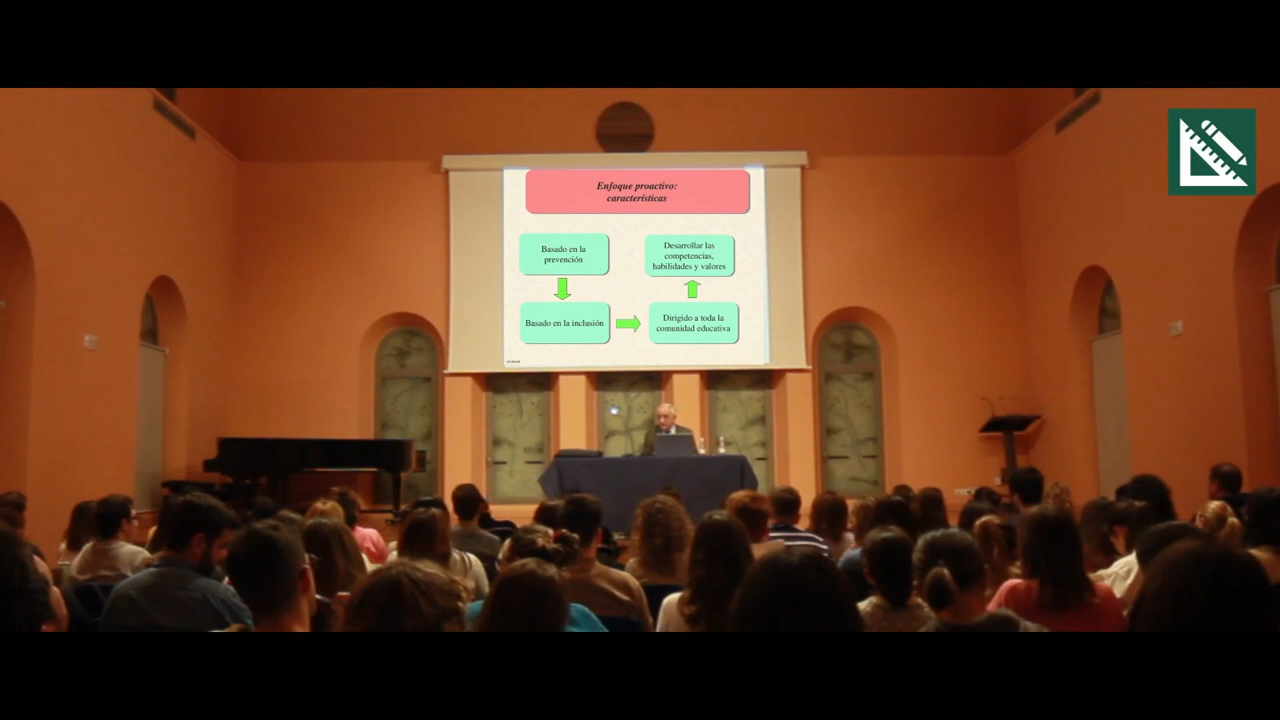 Enfoque proactivo:
características
Basado en la
prevención
Desarrollar las
competencias,
habilidades y valores
Basado en la inclusión
Dirigido a toda la
comunidad educativa